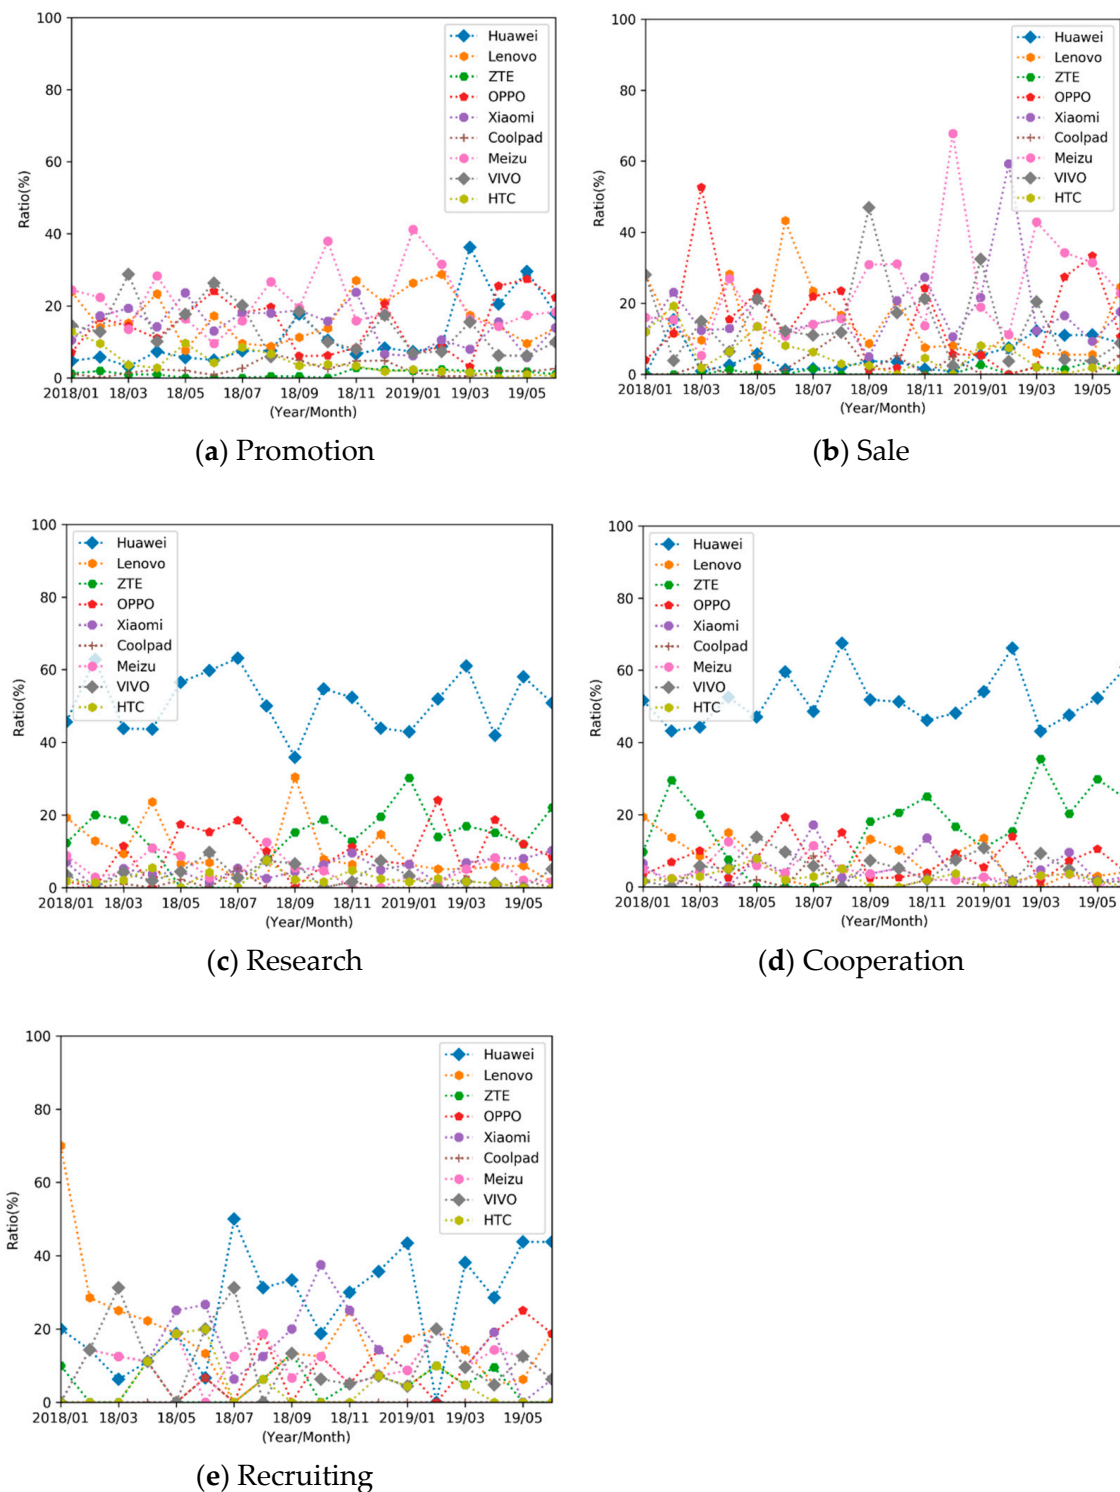 100
80
60
40
20
0
Ratio(%)
Huawei
Lenovo
ZTE
OPPO
Xiaomi
Coolpad
Meizu
VIVO
HTC
2018/01 18/03 18/05 18/07 18/09 18/11 2019/01 19/03 19/05
(Year/Month)
(a) Promotion
100
80
60
40
20
0
Ratio(%)
Huawei
Lenovo
ZTE
OPPO
Xiaomi
Coolpad
Meizu
VIVO
HTC
2018/01 18/03 18/05 18/07 18/09 18/11 2019/01 19/03 19/05
(Year/Month)
(b) Sale
100
80
60
40
20
0
Ratio(%)
Huawei
Lenovo
ZTE
OPPO
Xiaomi
Coolpad
Meizu
VIVO
HTC
2018/01 18/03 18/05 18/07 18/09 18/11 2019/01 19/03 19/05
(Year/Month)
(c) Research
100
80
60
40
20
0
Ratio(%)
Huawei
Lenovo
ZTE
OPPO
Xiaomi
Coolpad
Meizu
VIVO
HTC
2018/01 18/03 18/05 18/07 18/09 18/11 2019/01 19/03 19/05
(Year/Month)
(d) Cooperation
100
80
60
40
20
0
Ratio(%)
Huawei
Lenovo
ZTE
OPPO
Xiaomi
Coolpad
Meizu
VIVO
HTC
2018/01 18/03 18/05 18/07 18/09 18/11 2019/01 19/03 19/05
(Year/Month)
(e) Recruiting